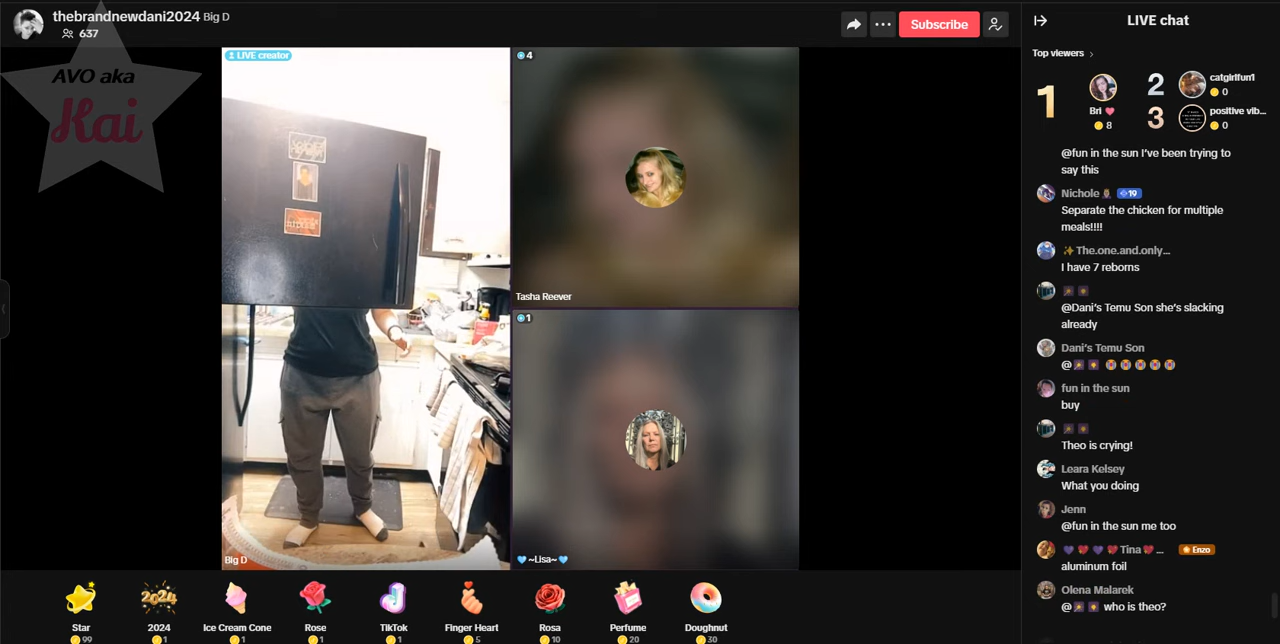 thebrandnewdani2024 Big D
637
Subscribe
AVO aka
Kai
LIVE creator
4
Tasha Reever
1
~Lisa~
Big D
Star
99
2024
2024
1
Ice Cream Cone
1
Rose
1
TikTok
1
Finger Heart
5
Rosa
10
Perfume
20
Doughnut
30
LIVE chat
Top viewers
1
Bri
8
2
catgirlfun1
0
3
positive vib...
0
@fun in the sun I've been trying to
say this
Nichole 19
Separate the chicken for multiple
meals!!!!
✨The.one.and.only...
I have 7 reborns
@Dani's Temu Son she's slacking
already
Dani's Temu Son
@
fun in the sun
buy
Theo is crying!
Leara Kelsey
What you doing
Jenn
@fun in the sun me too
Tina ... Enzo
aluminum foil
Olena Malarek
@ who is theo?